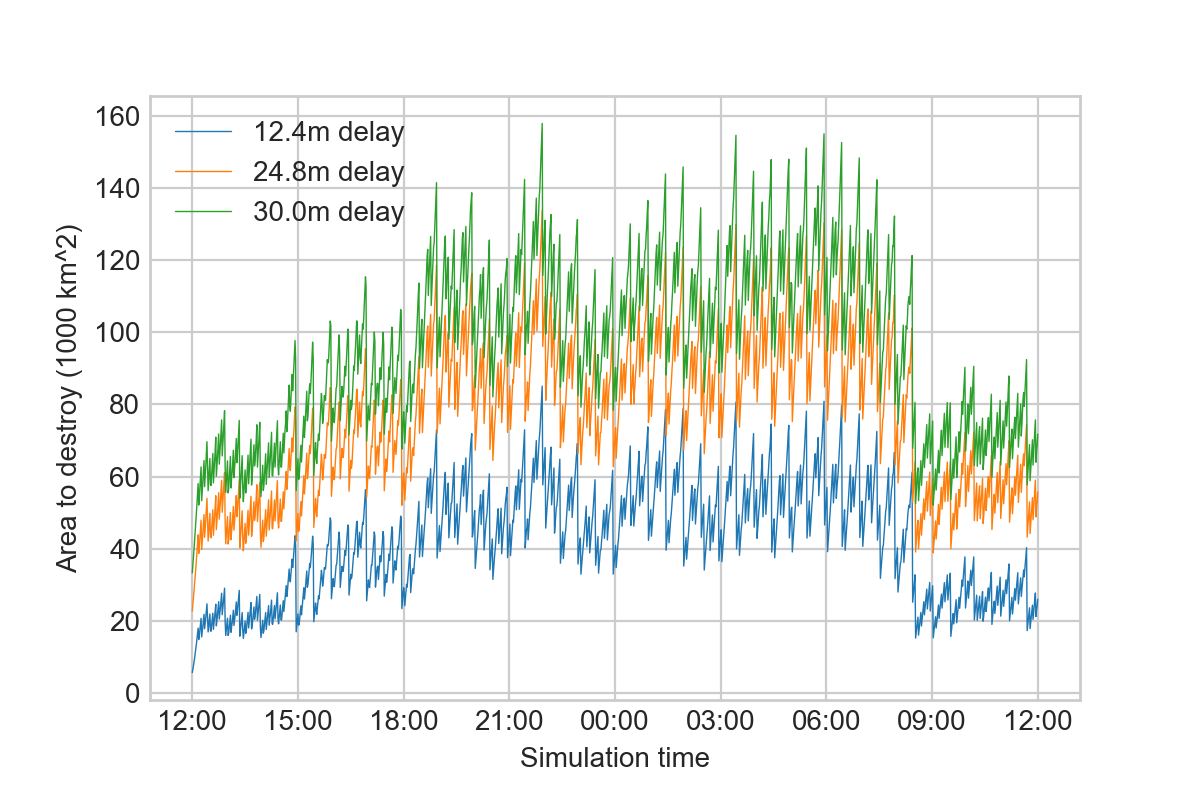 160
140
120
100
80
60
40
20
0
Area to destroy (1000 km^2)
12.4m delay
24.8m delay
30.0m delay
12:00 15:00 18:00 21:00 00:00 03:00 06:00 09:00 12:00
Simulation time